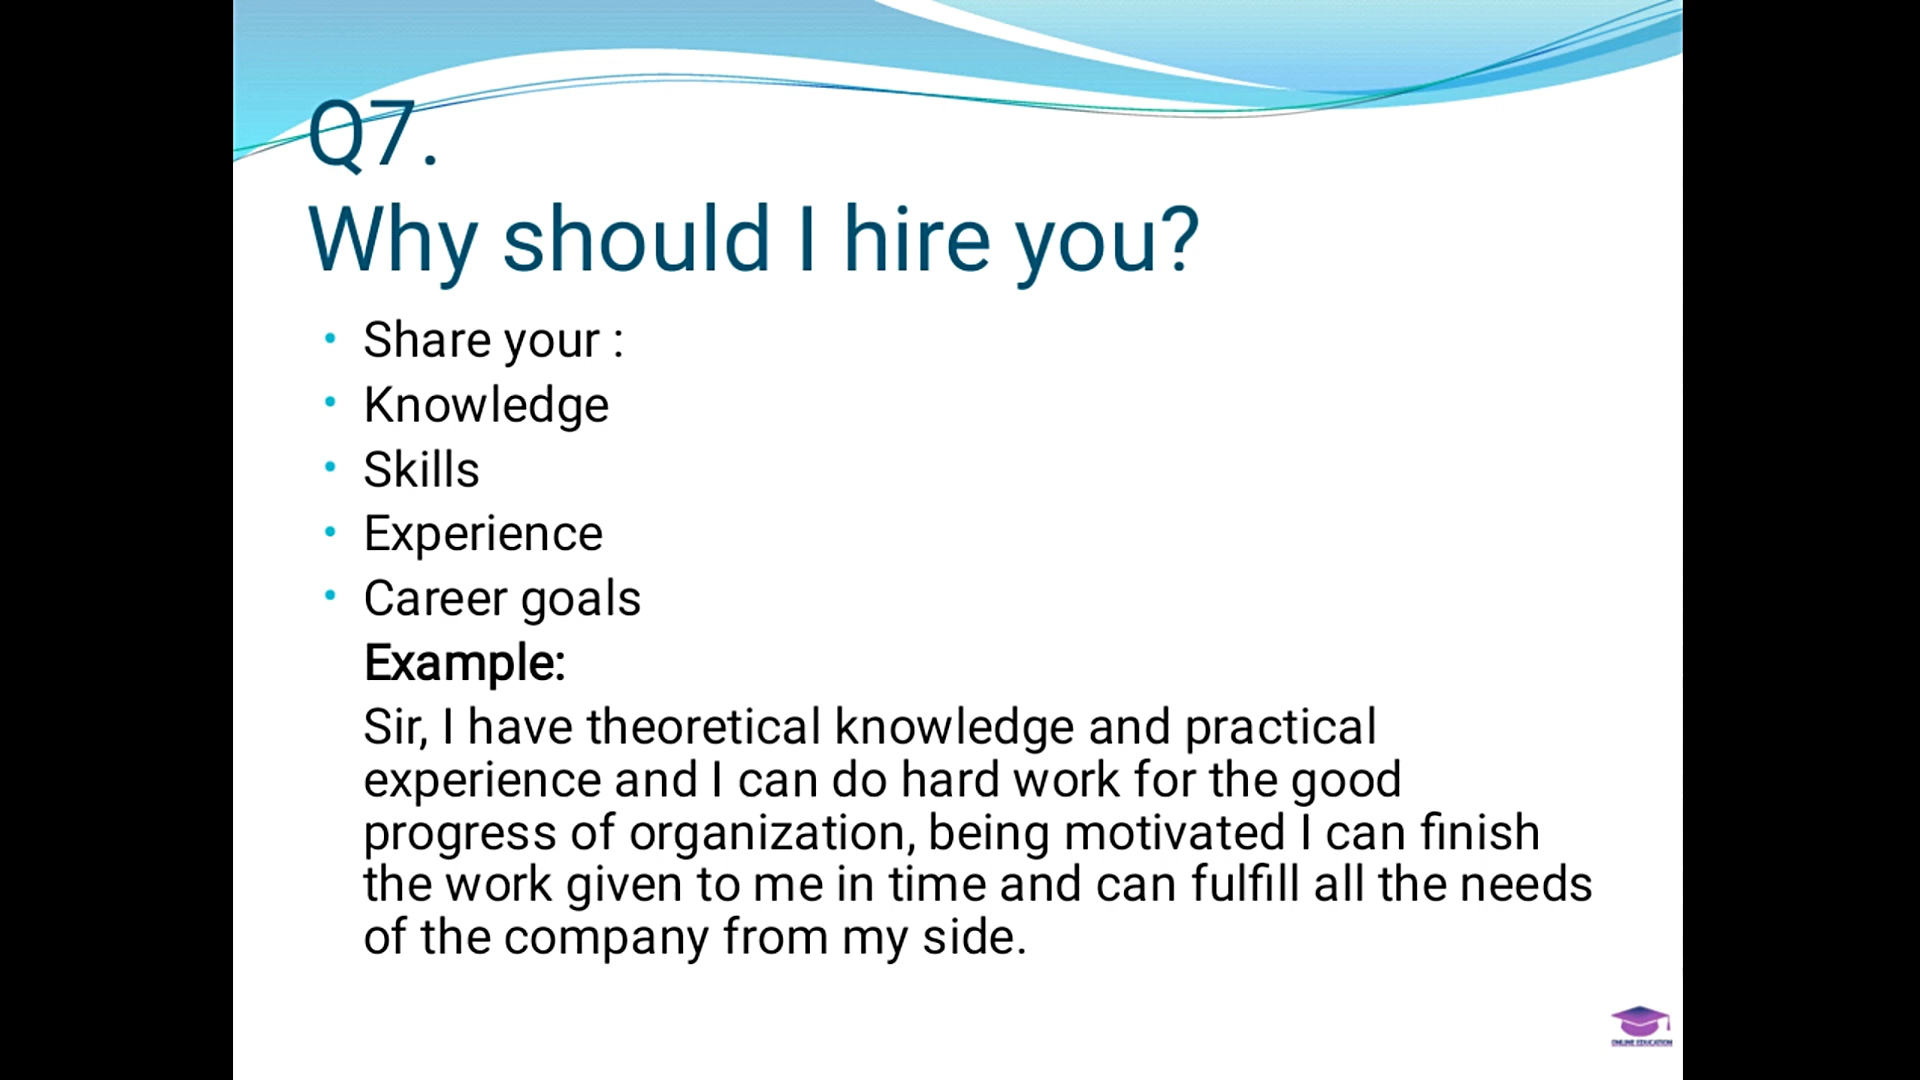 Q7.
Why should I hire you?
• Share your :
• Knowledge
• Skills
• Experience
• Career goals
Example:
Sir, I have theoretical knowledge and practical
experience and I can do hard work for the good
progress of organization, being motivated I can finish
the work given to me in time and can fulfill all the needs
of the company from my side.
ONLINE EDUCATION